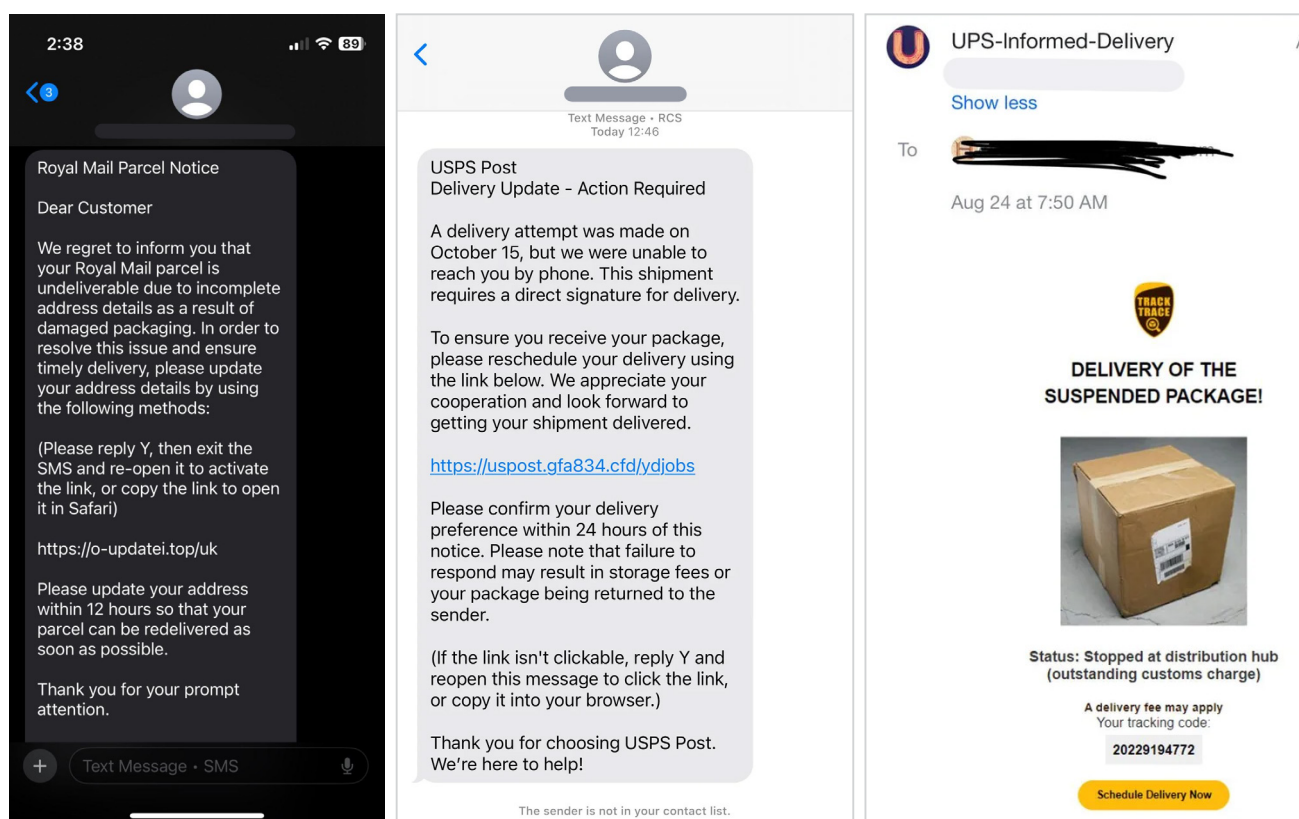 2:38
89
3
Royal Mail Parcel Notice
Dear Customer
We regret to inform you that
your Royal Mail parcel is
undeliverable due to incomplete
address details as a result of
damaged packaging. In order to
resolve this issue and ensure
timely delivery, please update
your address details by using
the following methods:
(Please reply Y, then exit the
SMS and re-open it to activate
the link, or copy the link to open
it in Safari)
https://o-updatei.top/uk
Please update your address
within 12 hours so that your
parcel can be redelivered as
soon as possible.
Thank you for your prompt
attention.
Text Message • SMS
Text Message • RCS
Today 12:46
USPS Post
Delivery Update - Action Required
A delivery attempt was made on
October 15, but we were unable to
reach you by phone. This shipment
requires a direct signature for delivery.
To ensure you receive your package,
please reschedule your delivery using
the link below. We appreciate your
cooperation and look forward to
getting your shipment delivered.
https://uspost.gfa834.cfd/ydjobs
Please confirm your delivery
preference within 24 hours of this
notice. Please note that failure to
respond may result in storage fees or
your package being returned to the
sender.
(If the link isn't clickable, reply Y and
reopen this message to click the link,
or copy it into your browser.)
Thank you for choosing USPS Post.
We're here to help!
The sender is not in your contact list.
U
UPS-Informed-Delivery
Show less
To
Aug 24 at 7:50 AM
TRACK
TRACE
DELIVERY OF THE
SUSPENDED PACKAGE!
Status: Stopped at distribution hub
(outstanding customs charge)
A delivery fee may apply
Your tracking code:
20229194772
Schedule Delivery Now